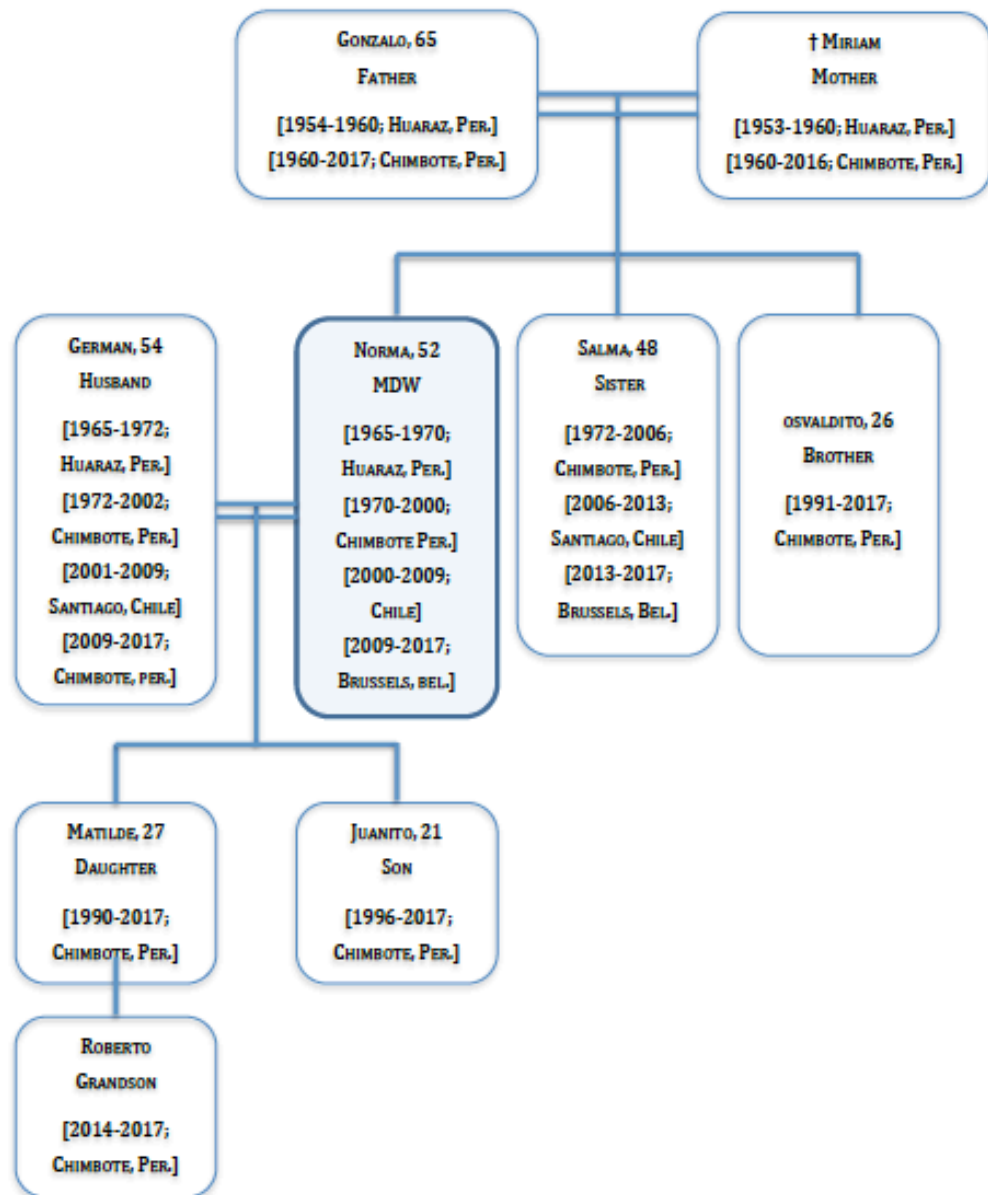 Gonzalo, 65
Father
[1954-1960; Huaraz, Per.]
[1960-2017; Chimbote, Per.]
† Miriam
Mother
[1953-1960; Huaraz, Per.]
[1960-2016; Chimbote, Per.]
German, 54
Husband
[1965-1972;
Huaraz, Per.]
[1972-2002;
Chimbote, Per.]
[2001-2009;
Santiago, Chile]
[2009-2017;
Chimbote, per.]
Norma, 52
MDW
[1965-1970;
Huaraz, Per.]
[1970-2000;
Chimbote Per.]
[2000-2009;
Chile]
[2009-2017;
Brussels, bel.]
Salma, 48
Sister
[1972-2006;
Chimbote, Per.]
[2006-2013;
Santiago, Chile]
[2013-2017;
Brussels, Bel.]
osvaldito, 26
Brother
[1991-2017;
Chimbote, Per.]
Matilde, 27
Daughter
[1990-2017;
Chimbote, Per.]
Juanito, 21
Son
[1996-2017;
Chimbote, Per.]
Roberto
Grandson
[2014-2017;
Chimbote, Per.]